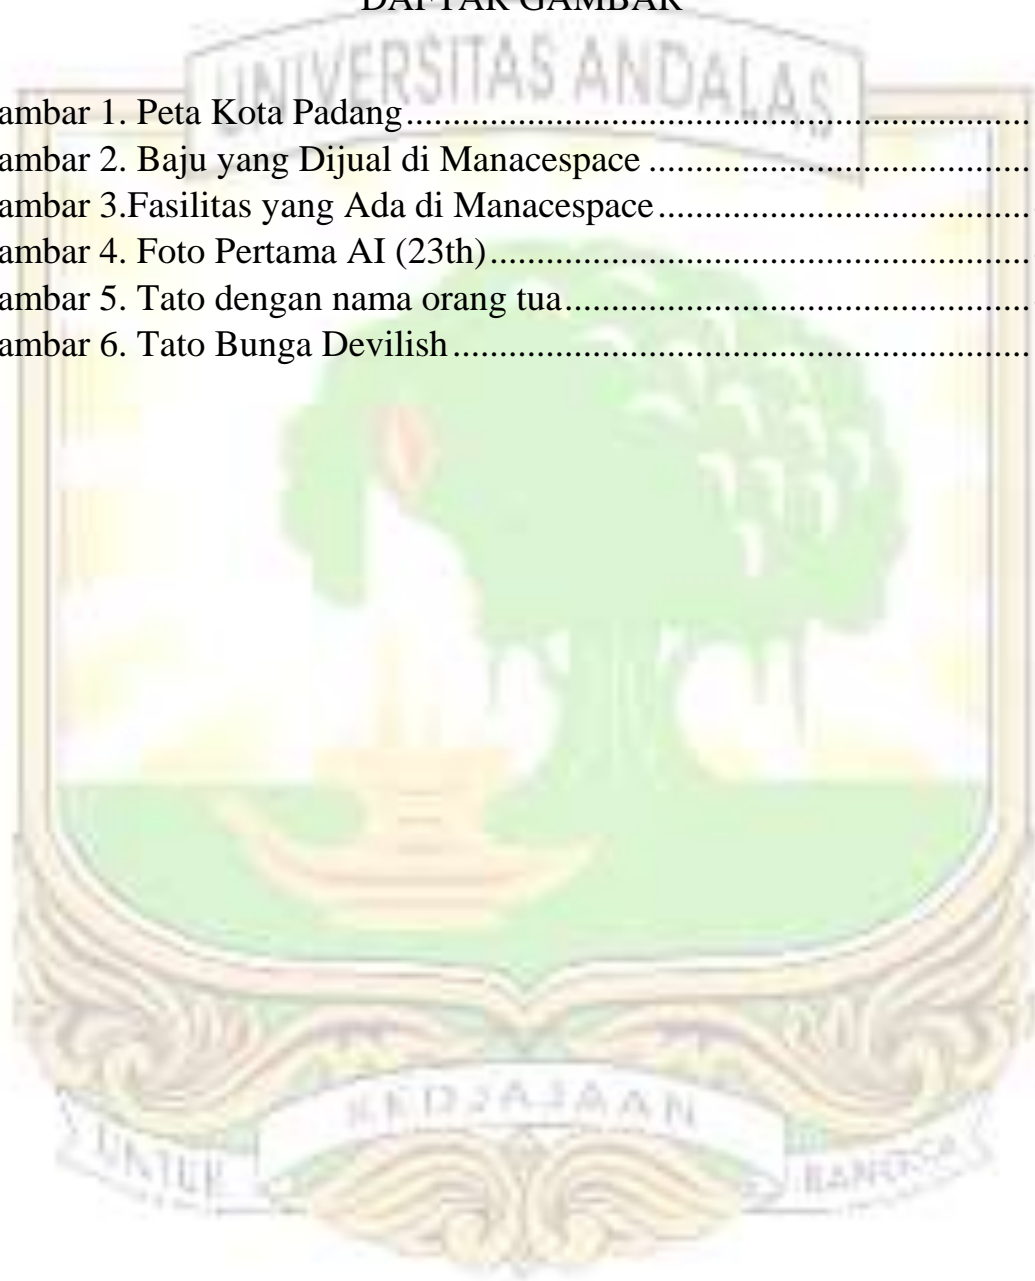 DAFTAR GAMBAR
UNIVERSITAS ANDALAS
ambar 1. Peta Kota Padang.....................................................................
ambar 2. Baju yang Dijual di Manacespace .........................................
ambar 3.Fasilitas yang Ada di Manacespace........................................
ambar 4. Foto Pertama AI (23th)..........................................................
ambar 5. Tato dengan nama orang tua..................................................
ambar 6. Tato Bunga Devilish..............................................................
KEDJAJAAN
UNTUK
BANGSA